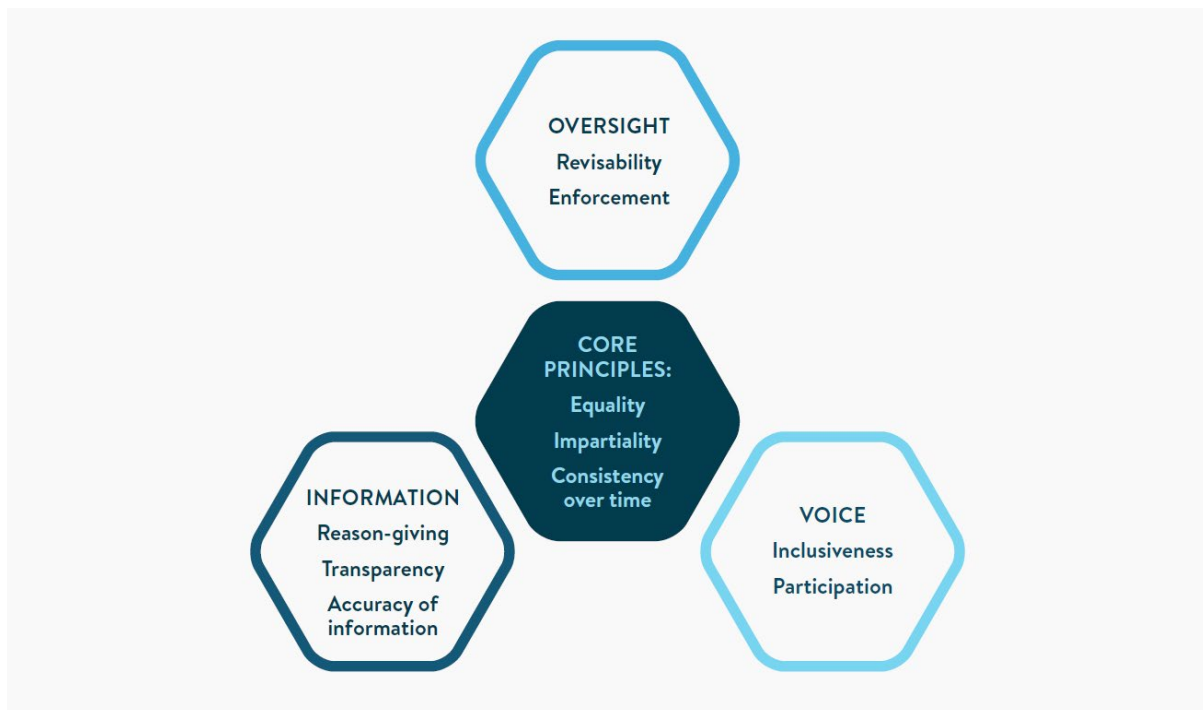 OVERSIGHT
Revisability
Enforcement
CORE
PRINCIPLES:
Equality
Impartiality
Consistency
over time
INFORMATION
Reason-giving
Transparency
Accuracy of
information
VOICE
Inclusiveness
Participation